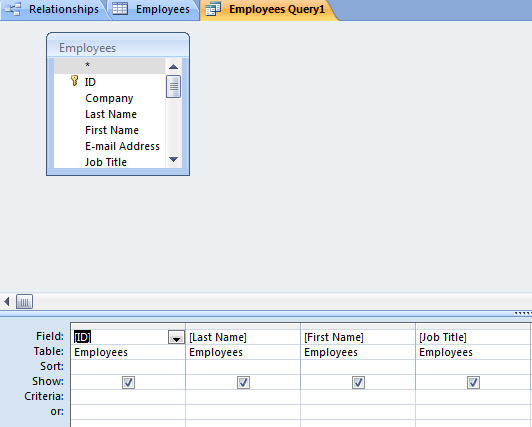 Relationships Employees Employees Query1
Employees
*
ID
Company
Last Name
First Name
E-mail Address
Job Title
Field: [ID] [Last Name] [First Name] [Job Title]
Table: Employees Employees Employees Employees
Sort:
Show:
Criteria:
or: